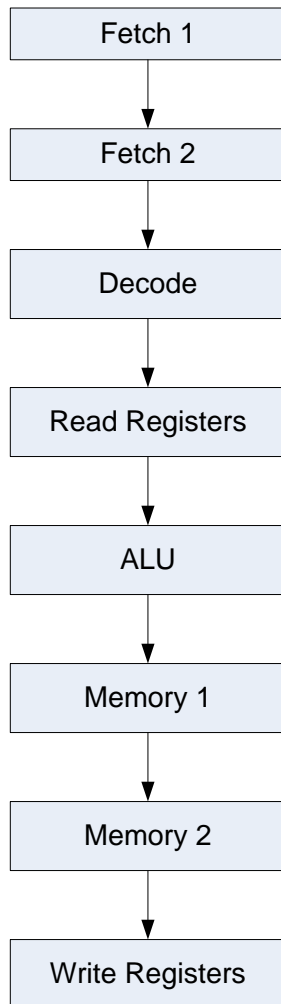 Fetch 1
Fetch 2
Decode
Read Registers
ALU
Memory 1
Memory 2
Write Registers